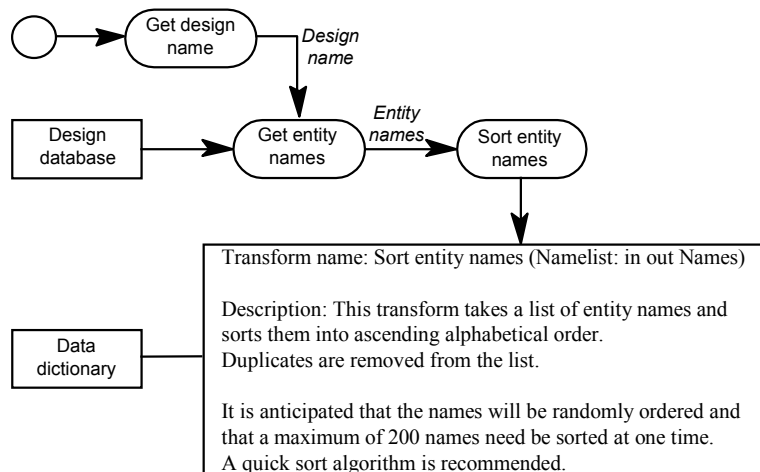 Get design
name
Design
name
Design
database
Get entity
names
Entity
names
Sort entity
names
Data
dictionary
Transform name: Sort entity names (Namelist: in out Names)
Description: This transform takes a list of entity names and
sorts them into ascending alphabetical order.
Duplicates are removed from the list.
It is anticipated that the names will be randomly ordered and
that a maximum of 200 names need be sorted at one time.
A quick sort algorithm is recommended.